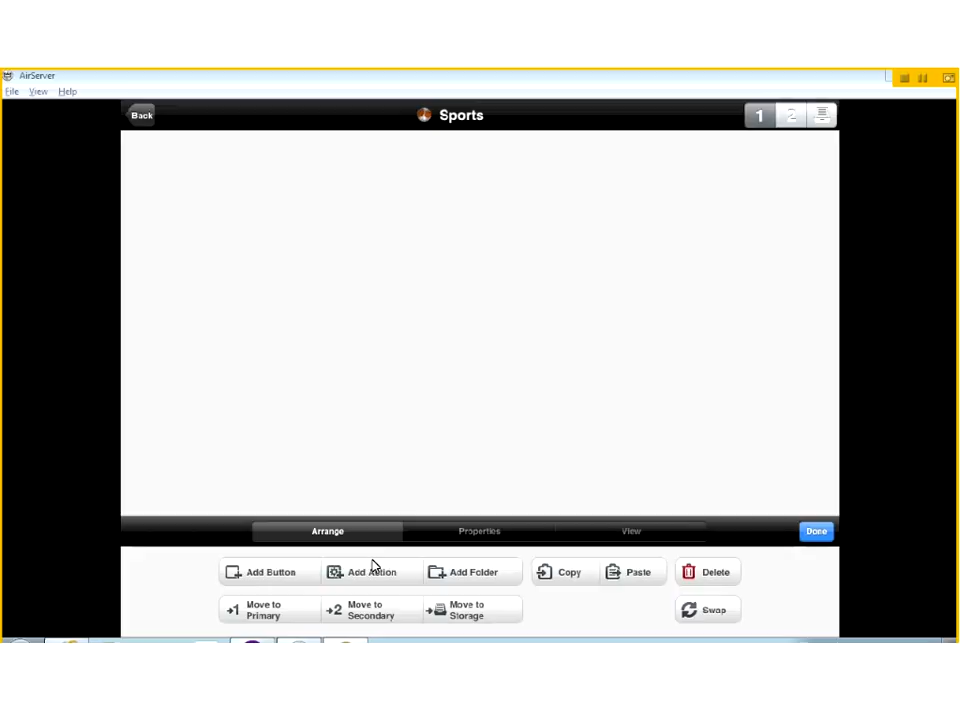 AirServer
File View Help
Back
Sports
1 2
Arrange Properties View Done
Add Button Add Action Add Folder Copy Paste Delete
1 Move to Primary
2 Move to Secondary
Move to Storage
Swap